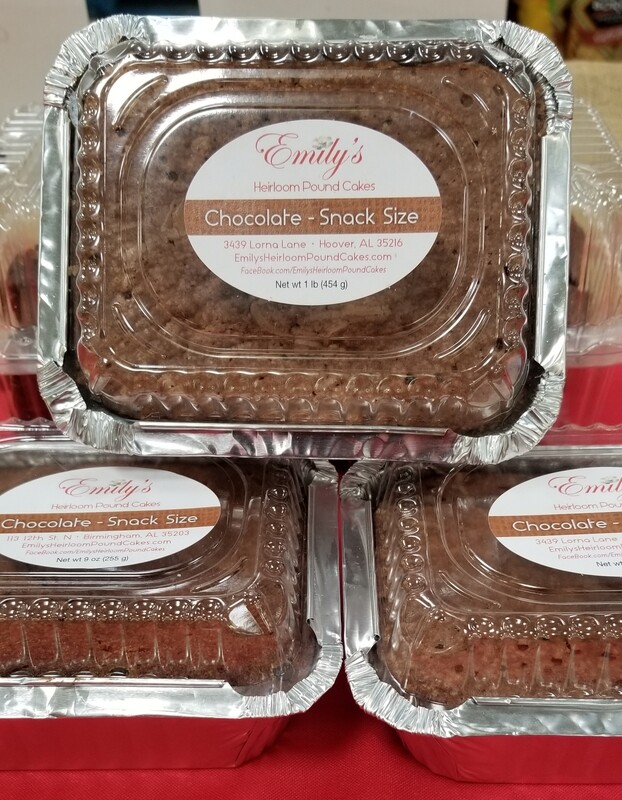 Emily's
Heirloom Pound Cakes
Chocolate - Snack Size
3439 Lorna Lane • Hoover, AL 35216
EmilysHeirloomPoundCakes.com
FaceBook.com/EmilysHeirloomPoundCakes
Net wt 1 lb (454 g)
Emily's
Heirloom Pound Cakes
Chocolate - Snack Size
113 12th St. N • Birmingham, AL 35203
EmilysHeirloomPoundCakes.com
FaceBook.com/EmilysHeirloomPoundCakes
Net wt 9 oz (255 g)
Emily's
Heirloom Pound
Chocolate -
3439 Lorna Lane
EmilysHeirloom
FaceBook.com/Em
Net wt